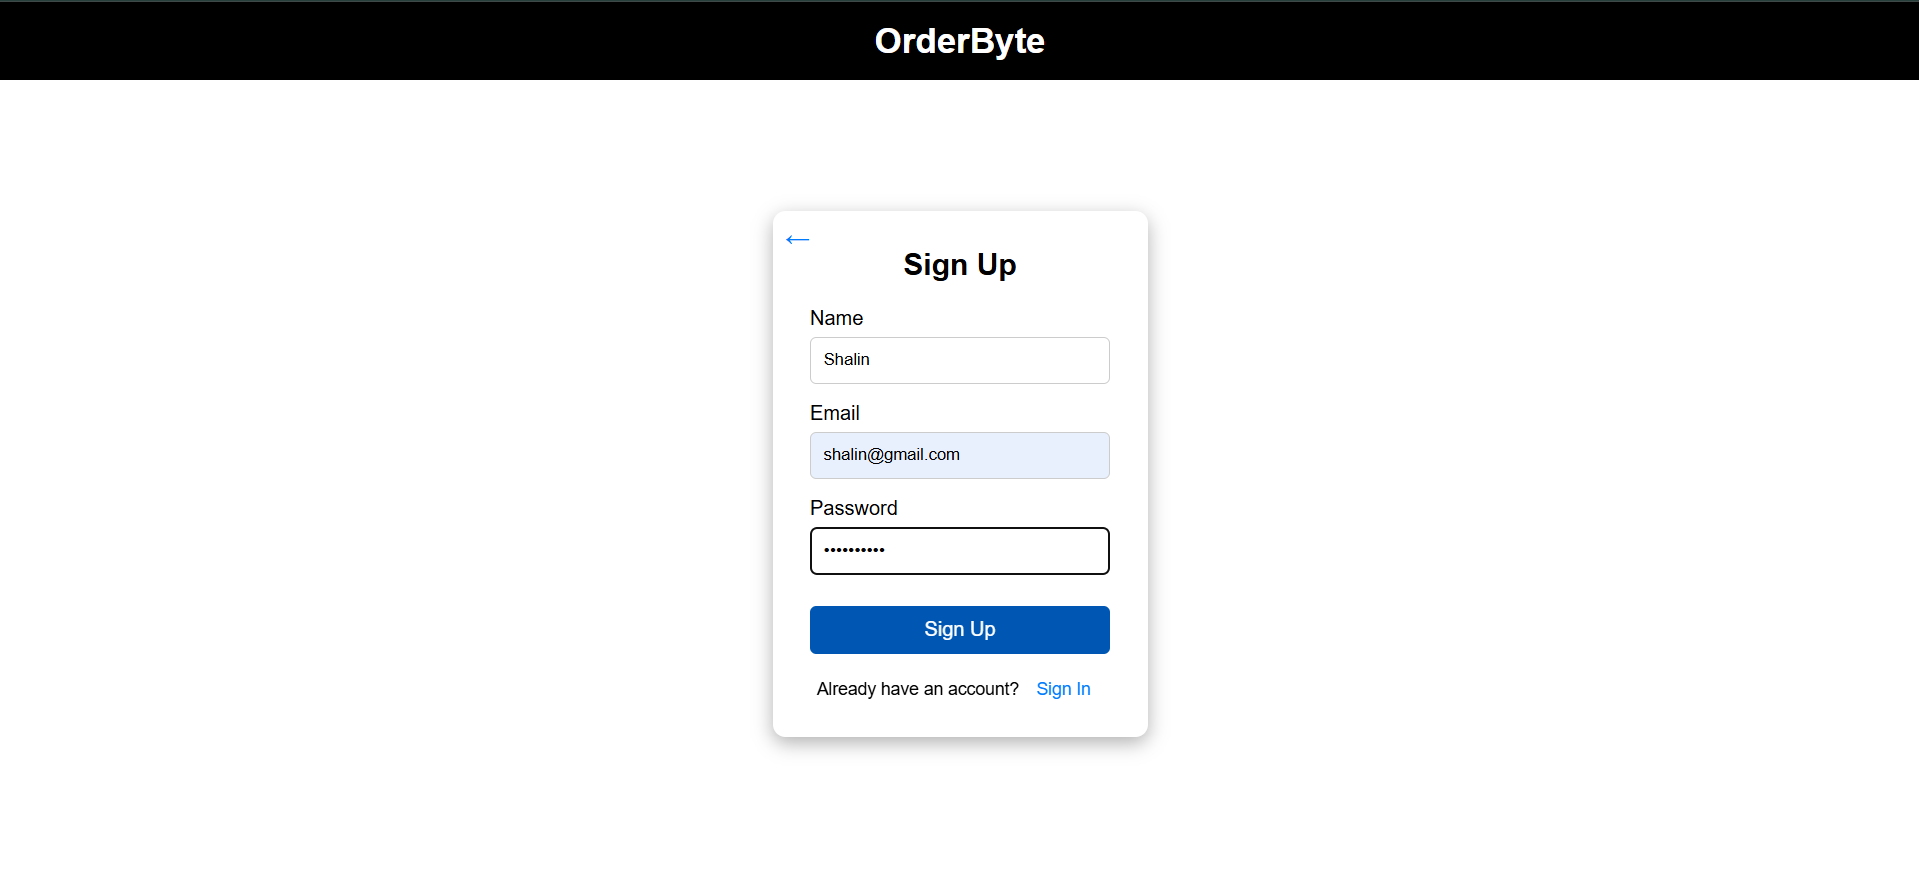 OrderByte
←
Sign Up
Name
Shalin
Email
shalin@gmail.com
Password
••••••••••
Sign Up
Already have an account? Sign In